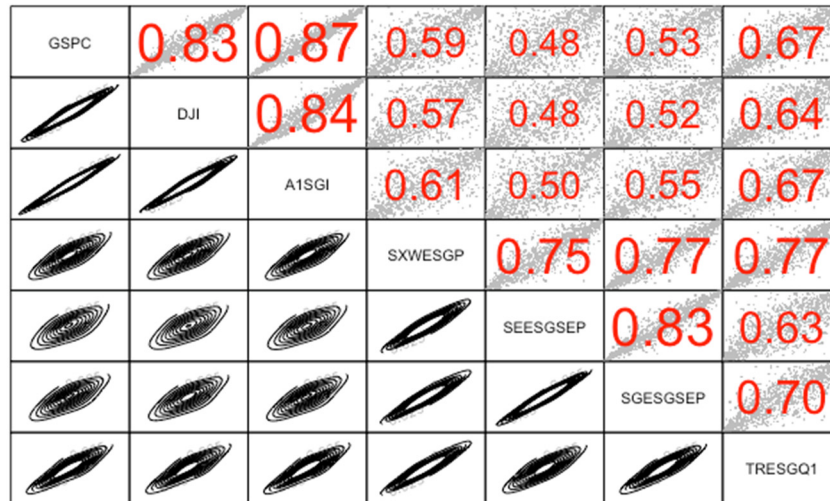 GSPC 0.83 0.87 0.59 0.48 0.53 0.67
DJI 0.84 0.57 0.48 0.52 0.64
A1SGI 0.61 0.50 0.55 0.67
SXWESGP 0.75 0.77 0.77
SEESGSEP 0.83 0.63
SGESGSEP 0.70
TRESGQ1